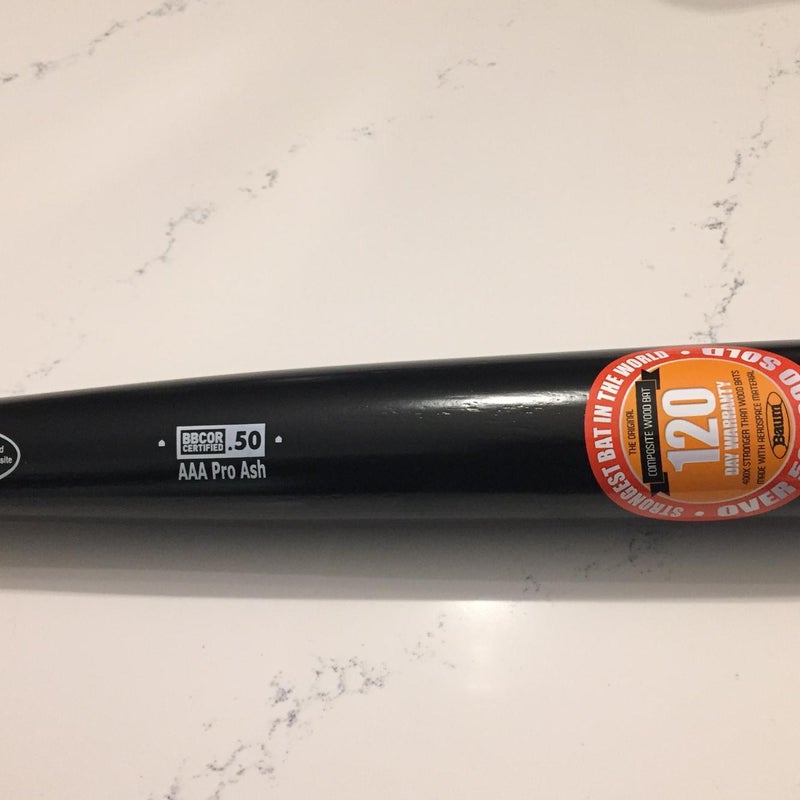 BBCOR
CERTIFIED
.50
AAA Pro Ash
STRONGEST BAT IN THE WORLD
•
SOLD
THE ORIGINAL
COMPOSITE WOOD BAT
120
DAY WARRANTY
400X STRONGER THAN WOOD BATS
MADE WITH AEROSPACE MATERIAL
Baum
• OVER